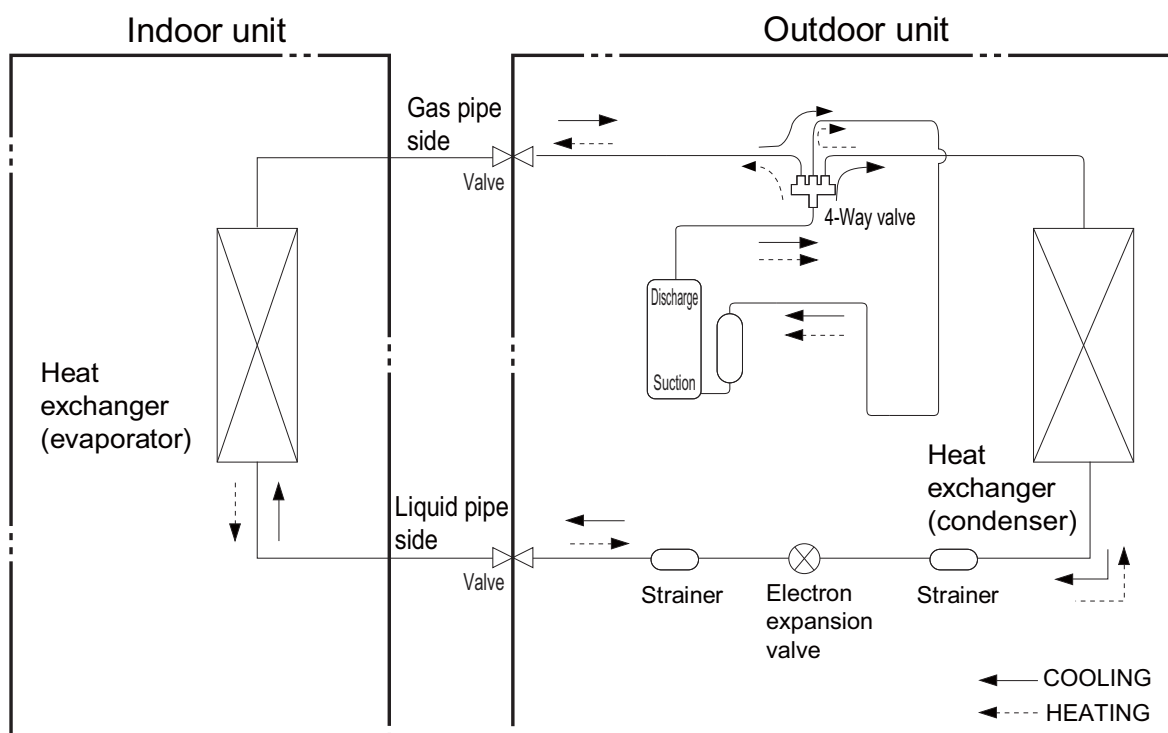 Indoor unit
Outdoor unit
Gas pipe
side
Valve
4-Way valve
Discharge
Suction
Heat
exchanger
(evaporator)
Heat
exchanger
(condenser)
Liquid pipe
side
Valve
Strainer
Electron
expansion
valve
Strainer
COOLING
HEATING